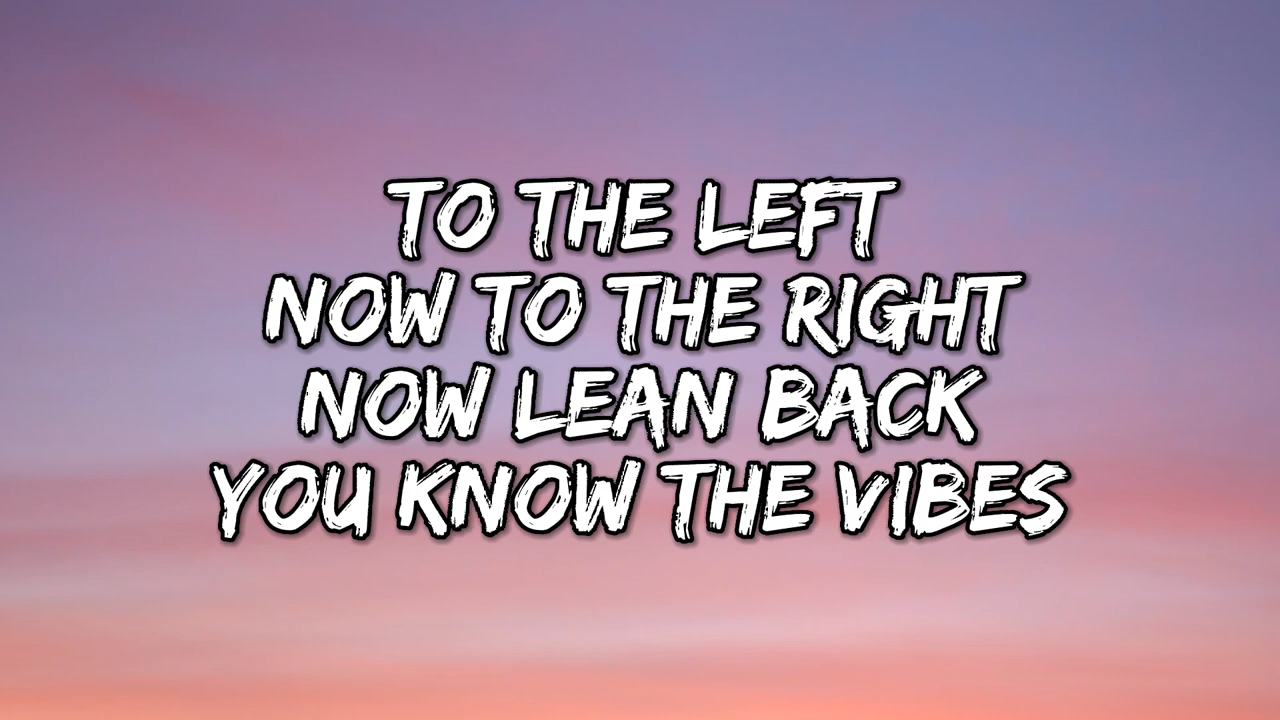 TO THE LEFT
NOW TO THE RIGHT
NOW LEAN BACK
YOU KNOW THE VIBES